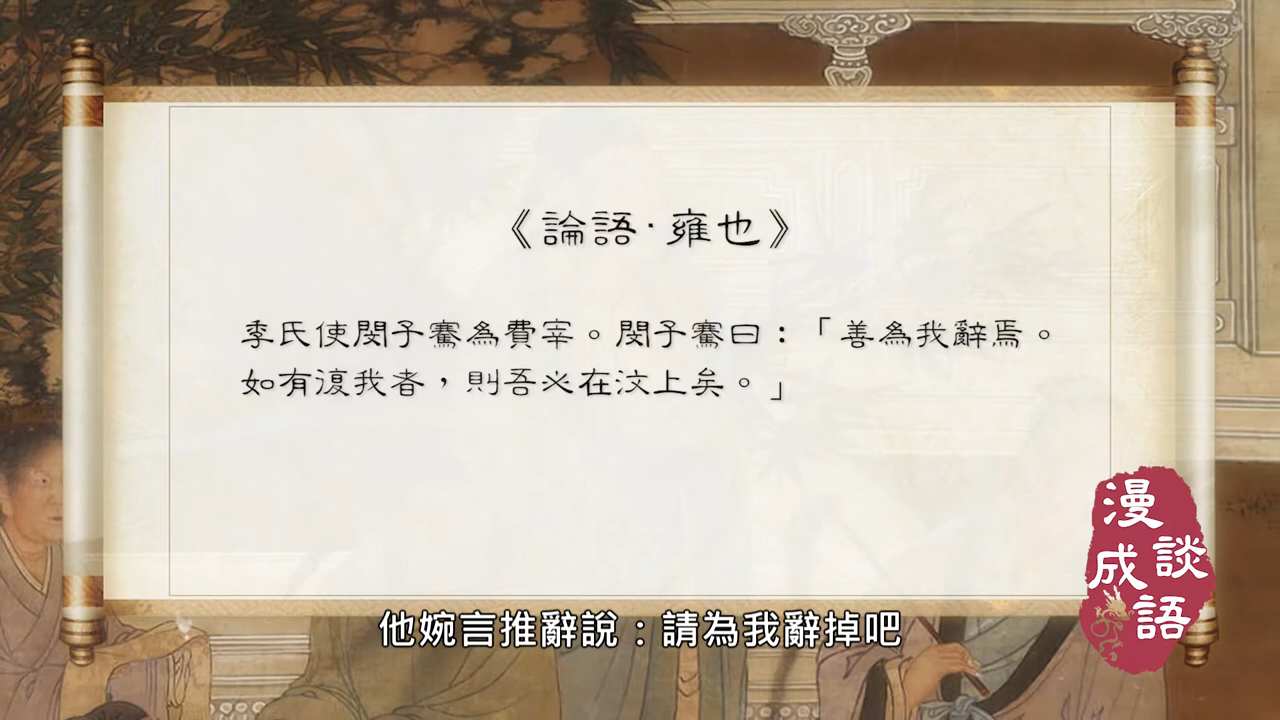 《論語·雍也》
季氏使閔子騫為費宰。閔子騫曰：「善為我辭焉。
如有復我者，則吾必在汶上矣。」
漫談成語
他婉言推辭說：請為我辭掉吧